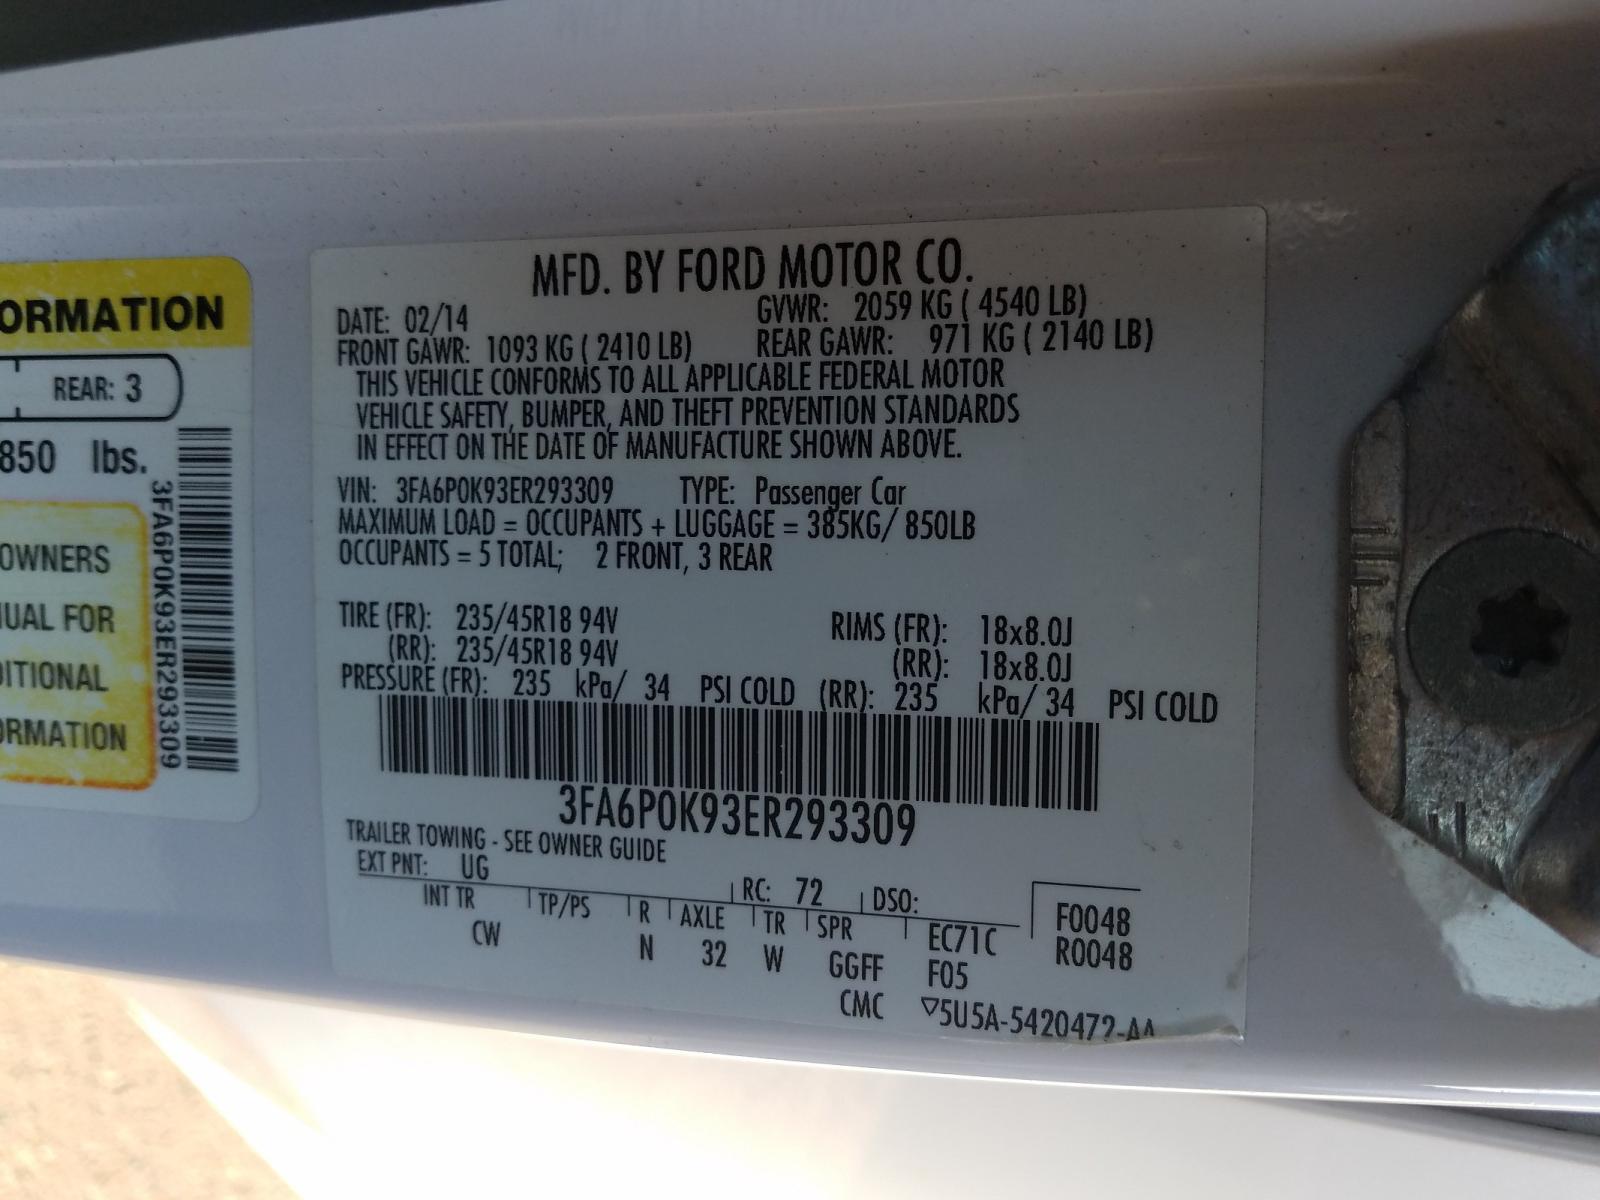 ORMATION
REAR: 3
850 lbs.
OWNERS
UAL FOR
ITIONAL
ORMATION
3FA6P0K93ER293309
MFD. BY FORD MOTOR CO.
DATE: 02/14 GVWR: 2059 KG ( 4540 LB)
FRONT GAWR: 1093 KG ( 2410 LB) REAR GAWR: 971 KG ( 2140 LB)
THIS VEHICLE CONFORMS TO ALL APPLICABLE FEDERAL MOTOR
VEHICLE SAFETY, BUMPER, AND THEFT PREVENTION STANDARDS
IN EFFECT ON THE DATE OF MANUFACTURE SHOWN ABOVE.
VIN: 3FA6P0K93ER293309 TYPE: Passenger Car
MAXIMUM LOAD = OCCUPANTS + LUGGAGE = 385KG/ 850LB
OCCUPANTS = 5 TOTAL; 2 FRONT, 3 REAR
TIRE (FR): 235/45R18 94V RIMS (FR): 18x8.0J
(RR): 235/45R18 94V (RR): 18x8.0J
PRESSURE (FR): 235 kPa/ 34 PSI COLD (RR): 235 kPa/ 34 PSI COLD
3FA6P0K93ER293309
TRAILER TOWING - SEE OWNER GUIDE
EXT PNT: UG RC: 72 DSO:
INT TR TP/PS R AXLE TR SPR EC71C F0048
CW N 32 W GGFF F05 R0048
CMC ▽5U5A-5420472-AA